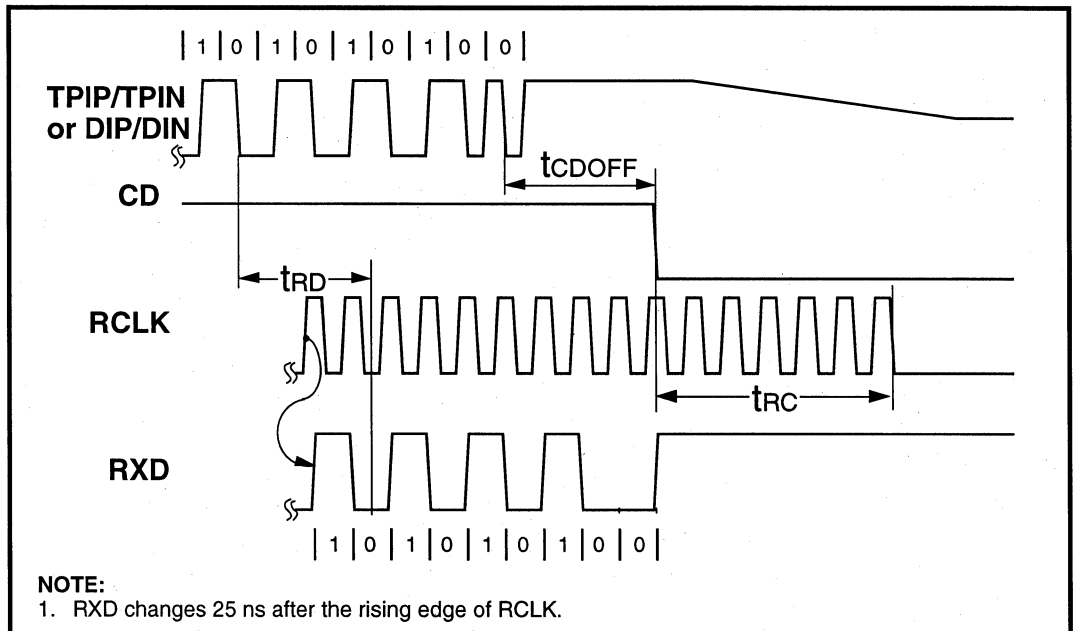 | 1 | 0 | 1 | 0 | 1 | 0 | 1 | 0 | 0 |
TPIP/TPIN
or DIP/DIN
tCDOFF
CD
tRD
RCLK
tRC
RXD
| 1 | 0 | 1 | 0 | 1 | 0 | 1 | 0 | 0 |
NOTE:
1. RXD changes 25 ns after the rising edge of RCLK.